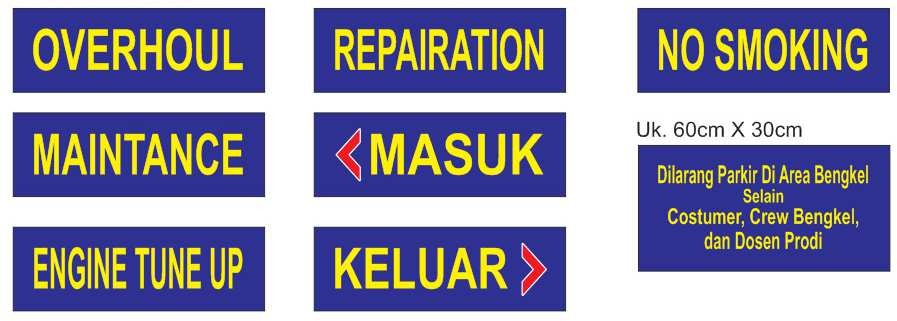 OVERHOUL
REPAIRATION
NO SMOKING
MAINTANCE
MASUK
Uk. 60cm X 30cm
Dilarang Parkir Di Area Bengkel
Selain
Costumer, Crew Bengkel,
dan Dosen Prodi
ENGINE TUNE UP
KELUAR